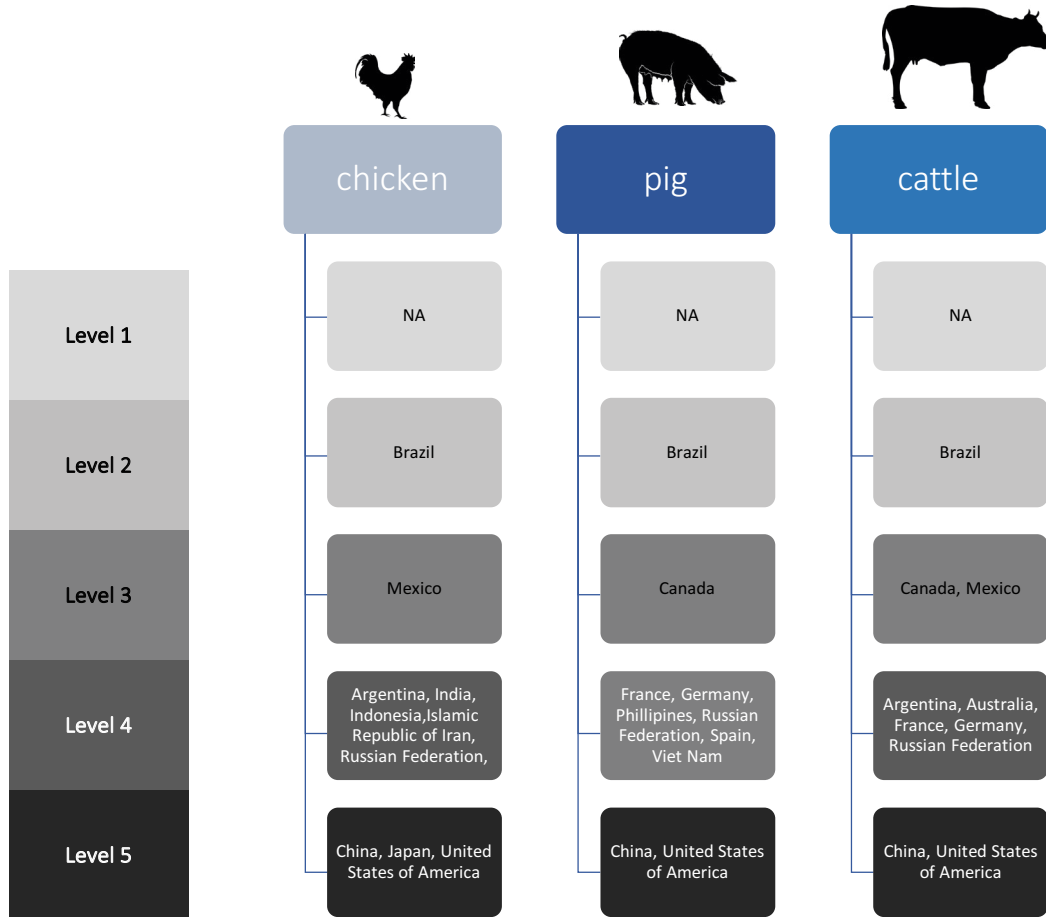 chicken
pig
cattle
Level 1
NA
NA
NA
Level 2
Brazil
Brazil
Brazil
Level 3
Mexico
Canada
Canada, Mexico
Level 4
Argentina, India,
Indonesia,Islamic
Republic of Iran,
Russian Federation,
France, Germany,
Phillipines, Russian
Federation, Spain,
Viet Nam
Argentina, Australia,
France, Germany,
Russian Federation
Level 5
China, Japan, United
States of America
China, United States
of America
China, United States
of America